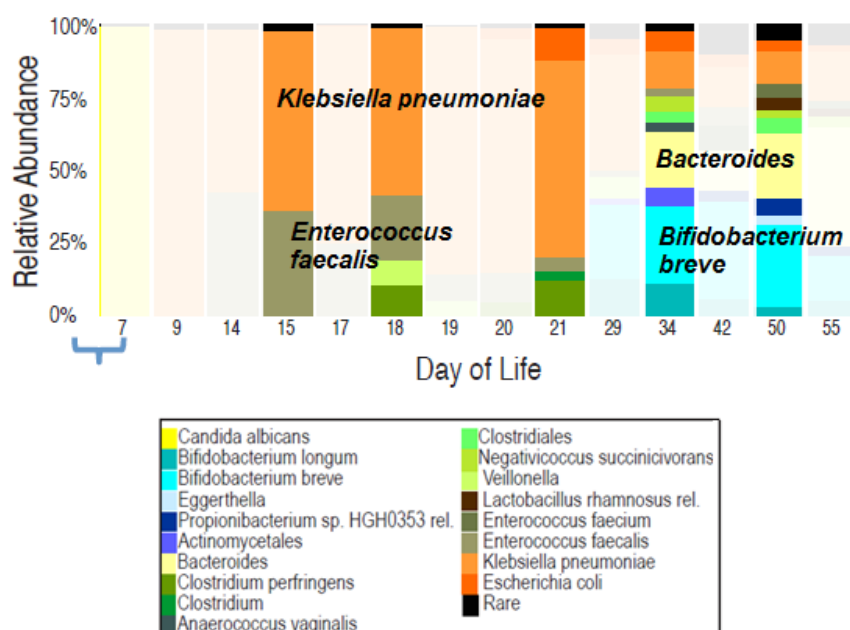 100%
75%
50%
25%
0%
Relative Abundance
Klebsiella pneumoniae
Enterococcus
faecalis
Bacteroides
Bifidobacterium
breve
7 9 14 15 17 18 19 20 21 29 34 42 50 55
Day of Life
Candida albicans
Bifidobacterium longum
Bifidobacterium breve
Eggerthella
Propionibacterium sp. HGH0353 rel.
Actinomycetales
Bacteroides
Clostridium perfringens
Clostridium
Anaerococcus vaginalis
Clostridiales
Negativicoccus succinicivorans
Veillonella
Lactobacillus rhamnosus rel.
Enterococcus faecium
Enterococcus faecalis
Klebsiella pneumoniae
Escherichia coli
Rare